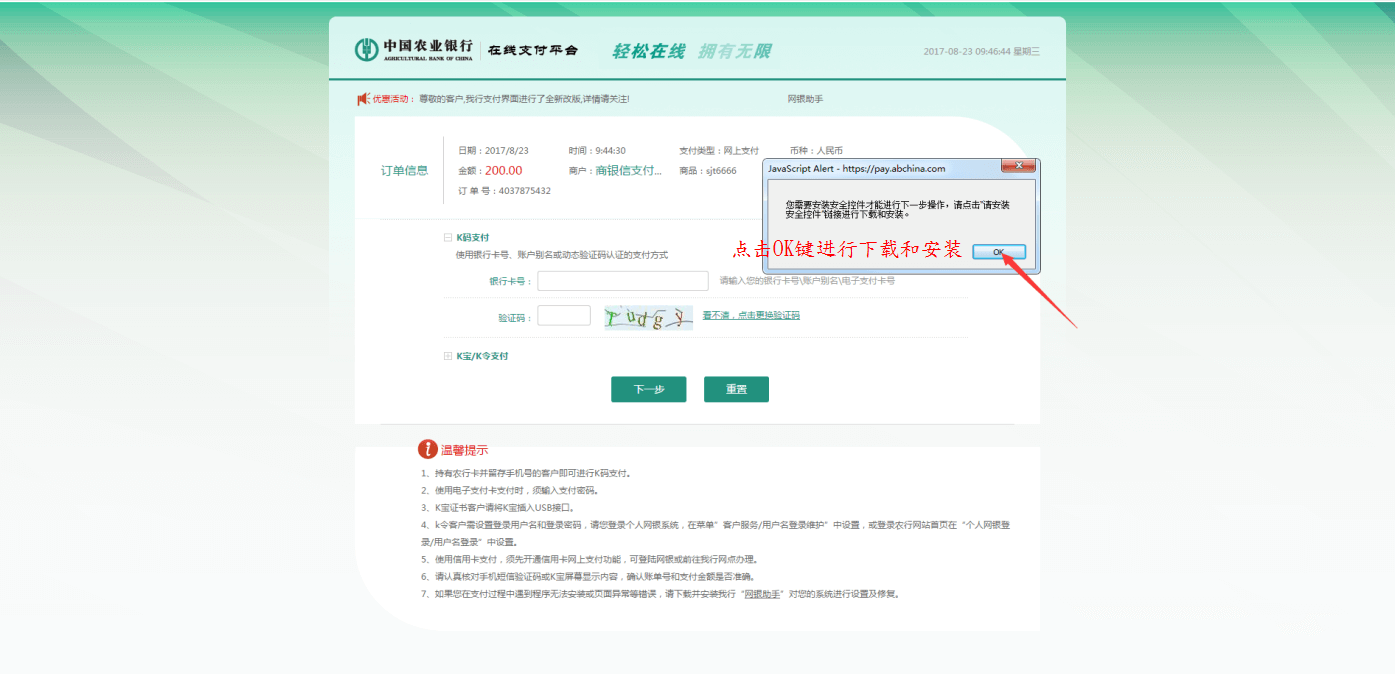 中国农业银行
AGRICULTURAL BANK OF CHINA
在线支付平台
轻松在线 拥有无限
2017-08-23 09:46:44 星期三
优惠活动： 尊敬的客户,我行支付界面进行了全新改版,详情请关注!
网银助手
订单信息
日期：2017/8/23 时间：9:44:30 支付类型：网上支付 币种：人民币
金额：200.00 商户：商银信支付... 商品：sjt6666
订 单 号：4037875432
JavaScript Alert - https://pay.abchina.com
您需要安装安全控件才能进行下一步操作，请点击"请安装
安全控件"链接进行下载和安装。
点击OK键进行下载和安装
OK
K码支付
使用银行卡号、账户别名或动态验证码认证的支付方式
银行卡号： 请输入您的银行卡号\账户别名\电子支付卡号
验证码： rudgy 看不清，点击更换验证码
K宝/K令支付
下一步 重置
i 温馨提示
1、持有农行卡并留存手机号的客户即可进行K码支付。
2、使用电子支付卡支付时，须输入支付密码。
3、K宝证书客户请将K宝插入USB接口。
4、k令客户需设置登录用户名和登录密码，请您登录个人网银系统，在菜单"客户服务/用户名登录维护"中设置，或登录农行网站首页在"个人网银登
录/用户名登录"中设置。
5、使用信用卡支付，须先开通信用卡网上支付功能，可登陆网银或前往我行网点办理。
6、请认真核对手机短信验证码或K宝屏幕显示内容，确认账单号和支付金额是否准确。
7、如果您在支付过程中遇到程序无法安装或页面异常等错误，请下载并安装我行"网银助手"对您的系统进行设置及修复。